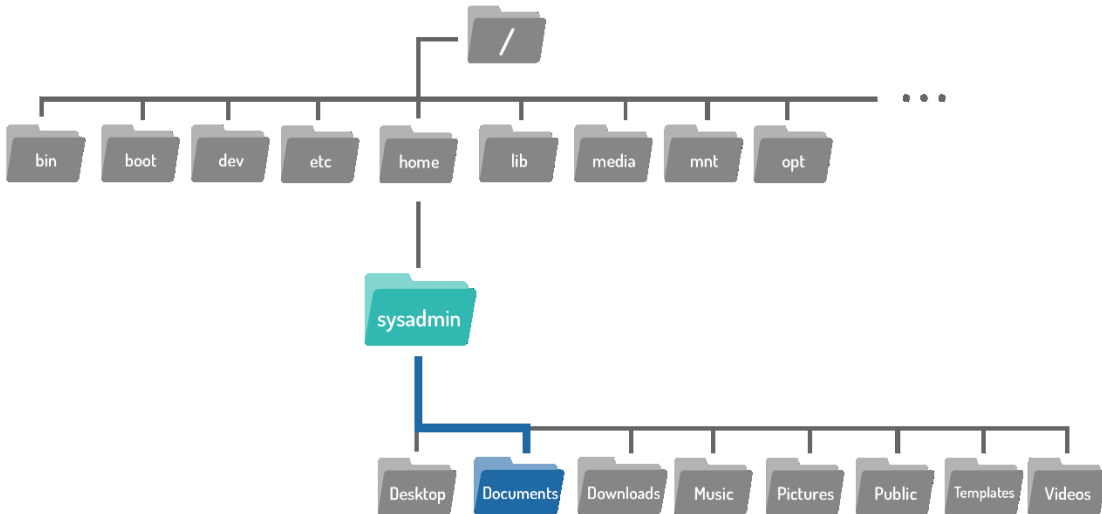 /
bin boot dev etc home lib media mnt opt
sysadmin
Desktop Documents Downloads Music Pictures Public Templates Videos